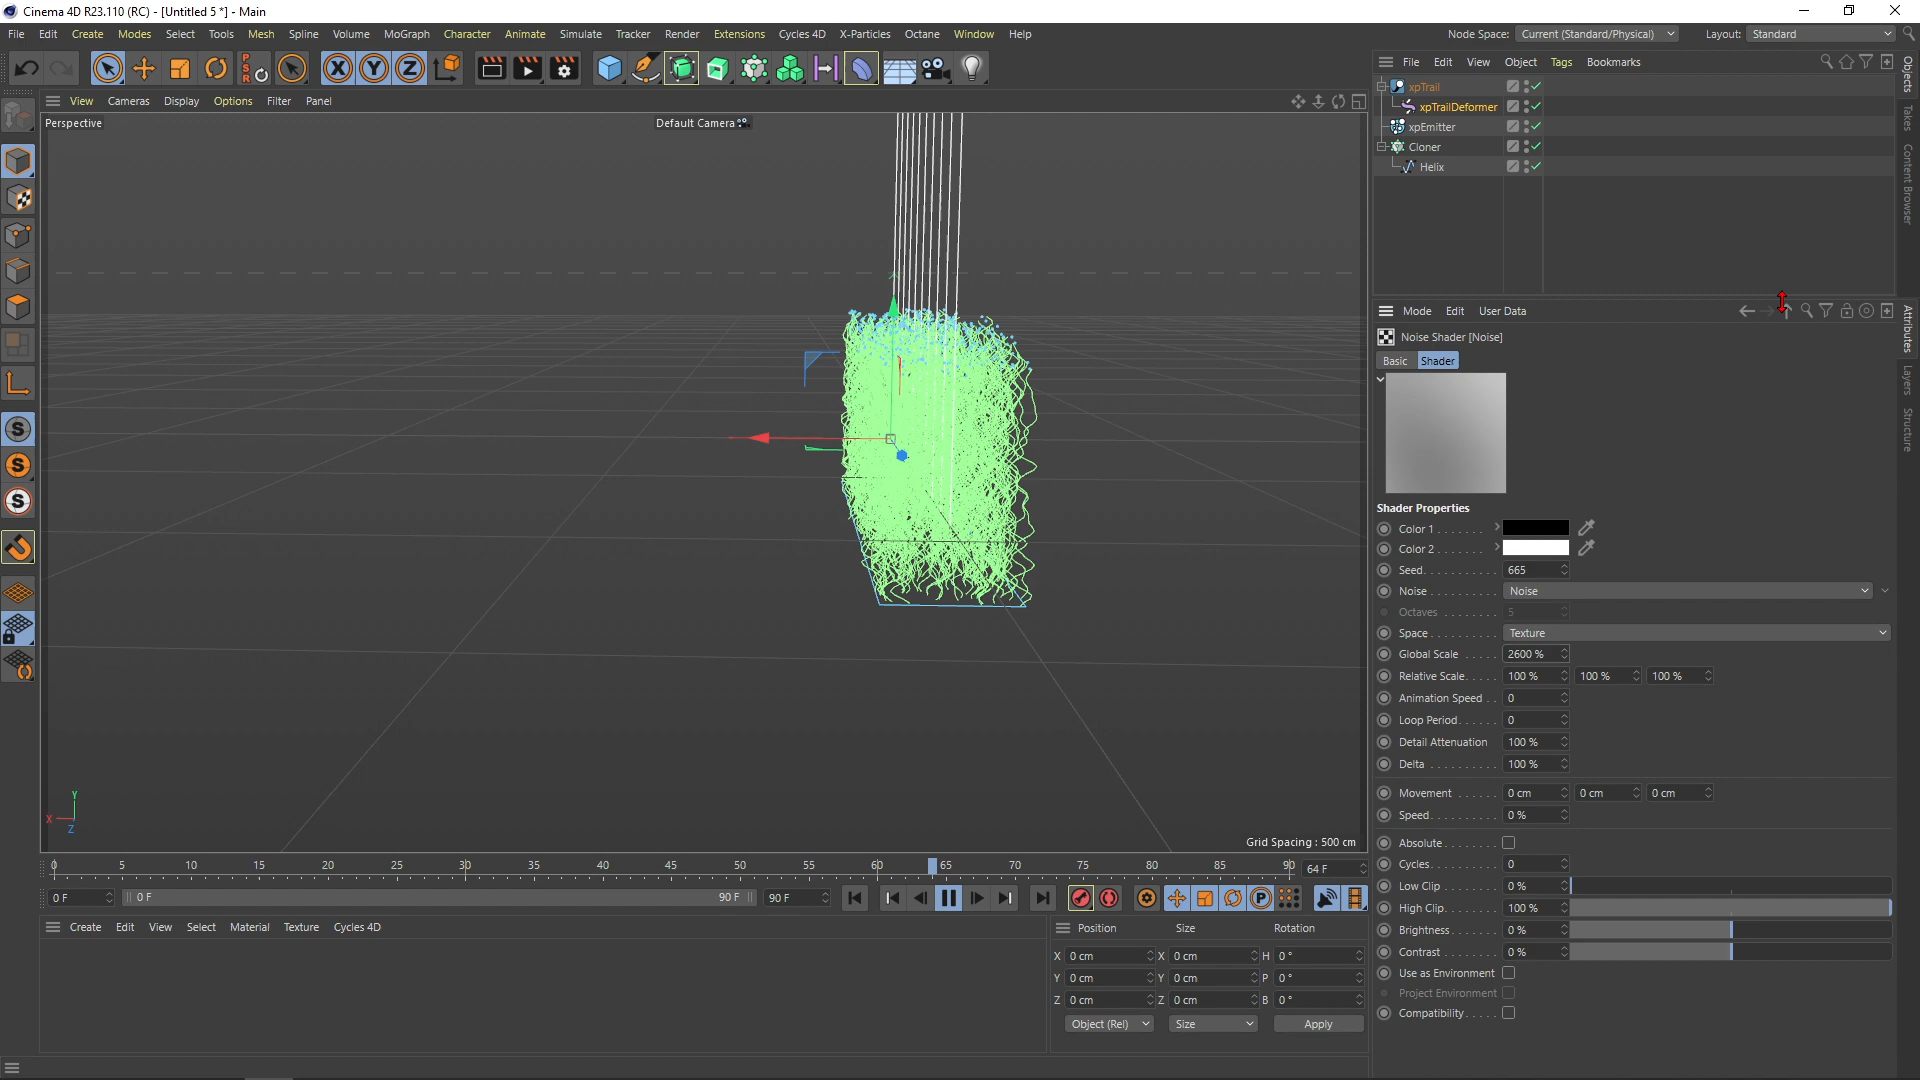 Cinema 4D R23.110 (RC) - [Untitled 5 *] - Main
File Edit Create Modes Select Tools Mesh Spline Volume MoGraph Character Animate Simulate Tracker Render Extensions Cycles 4D X-Particles Octane Window Help
Node Space: Current (Standard/Physical) Layout: Standard
PSR X Y Z
File Edit View Object Tags Bookmarks
View Cameras Display Options Filter Panel
Perspective
Default Camera
xpTrail
xpTrailDeformer
xpEmitter
Cloner
Helix
Objects
Takes
Content Browser
Mode Edit User Data
Noise Shader [Noise]
Basic Shader
Attributes
Layers
Structure
Shader Properties
Color 1
Color 2
Seed 665
Noise Noise
Octaves 5
Space Texture
Global Scale 2600 %
Relative Scale 100 % 100 % 100 %
Animation Speed 0
Loop Period 0
Detail Attenuation 100 %
Delta 100 %
Movement 0 cm 0 cm 0 cm
Speed 0 %
Absolute
Cycles 0
Low Clip 0 %
High Clip 100 %
Brightness 0 %
Contrast 0 %
Use as Environment
Project Environment
Compatibility
S
S
S
Y
X
Z
Grid Spacing : 500 cm
0 5 10 15 20 25 30 35 40 45 50 55 60 65 70 75 80 85 90 64 F
0 F 0 F 90 F 90 F
P
Create Edit View Select Material Texture Cycles 4D
Position Size Rotation
X 0 cm X 0 cm H 0 °
Y 0 cm Y 0 cm P 0 °
Z 0 cm Z 0 cm B 0 °
Object (Rel) Size Apply